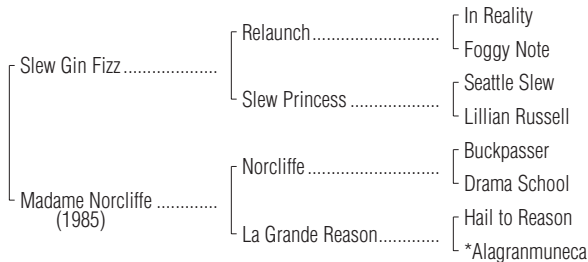 In Reality
Relaunch
Foggy Note
Slew Gin Fizz
Seattle Slew
Slew Princess
Lillian Russell
Buckpasser
Norcliffe
Drama School
Madame Norcliffe
(1985)
Hail to Reason
La Grande Reason
*Alagranmuneca